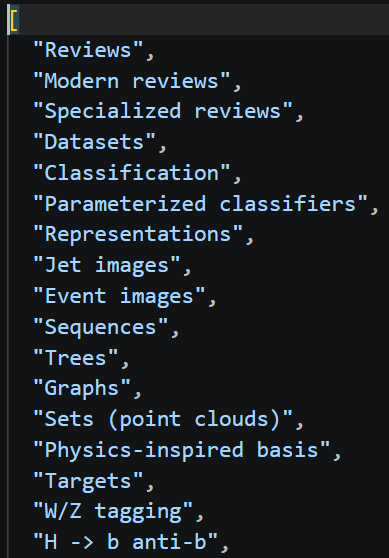 [
"Reviews",
"Modern reviews",
"Specialized reviews",
"Datasets",
"Classification",
"Parameterized classifiers",
"Representations",
"Jet images",
"Event images",
"Sequences",
"Trees",
"Graphs",
"Sets (point clouds)",
"Physics-inspired basis",
"Targets",
"W/Z tagging",
"H -> b anti-b",